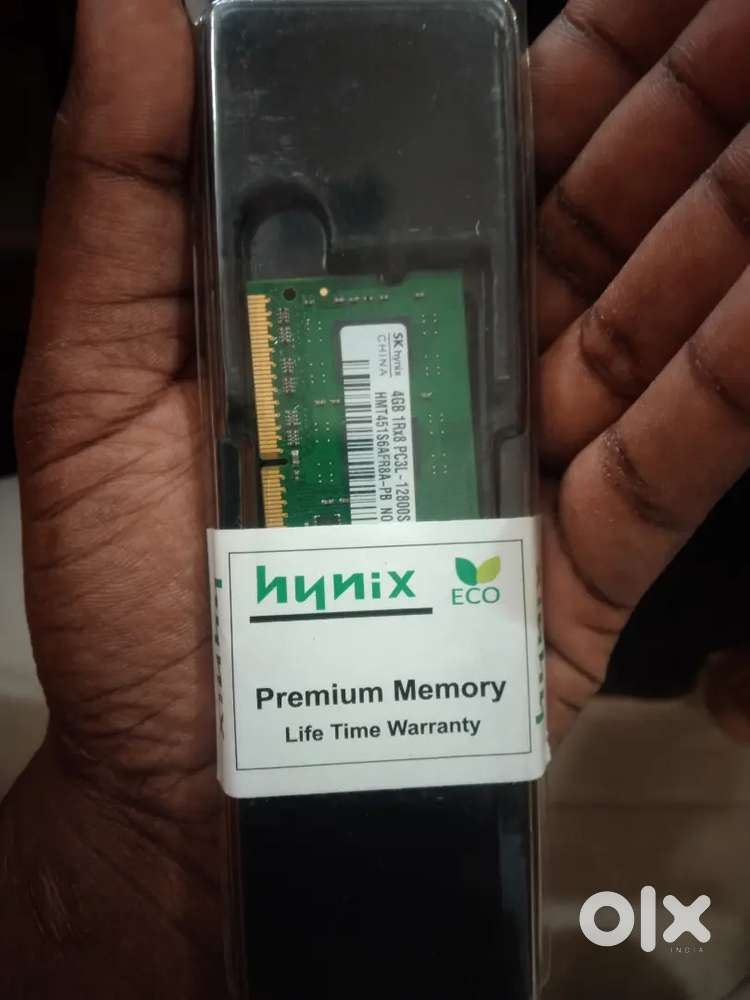 SK hynix
CHINA
4GB 1Rx8 PC3L-12800S
HMT451S6AFR8A-PB NO
hynix
ECO
Premium Memory
Life Time Warranty
olx
INDIA